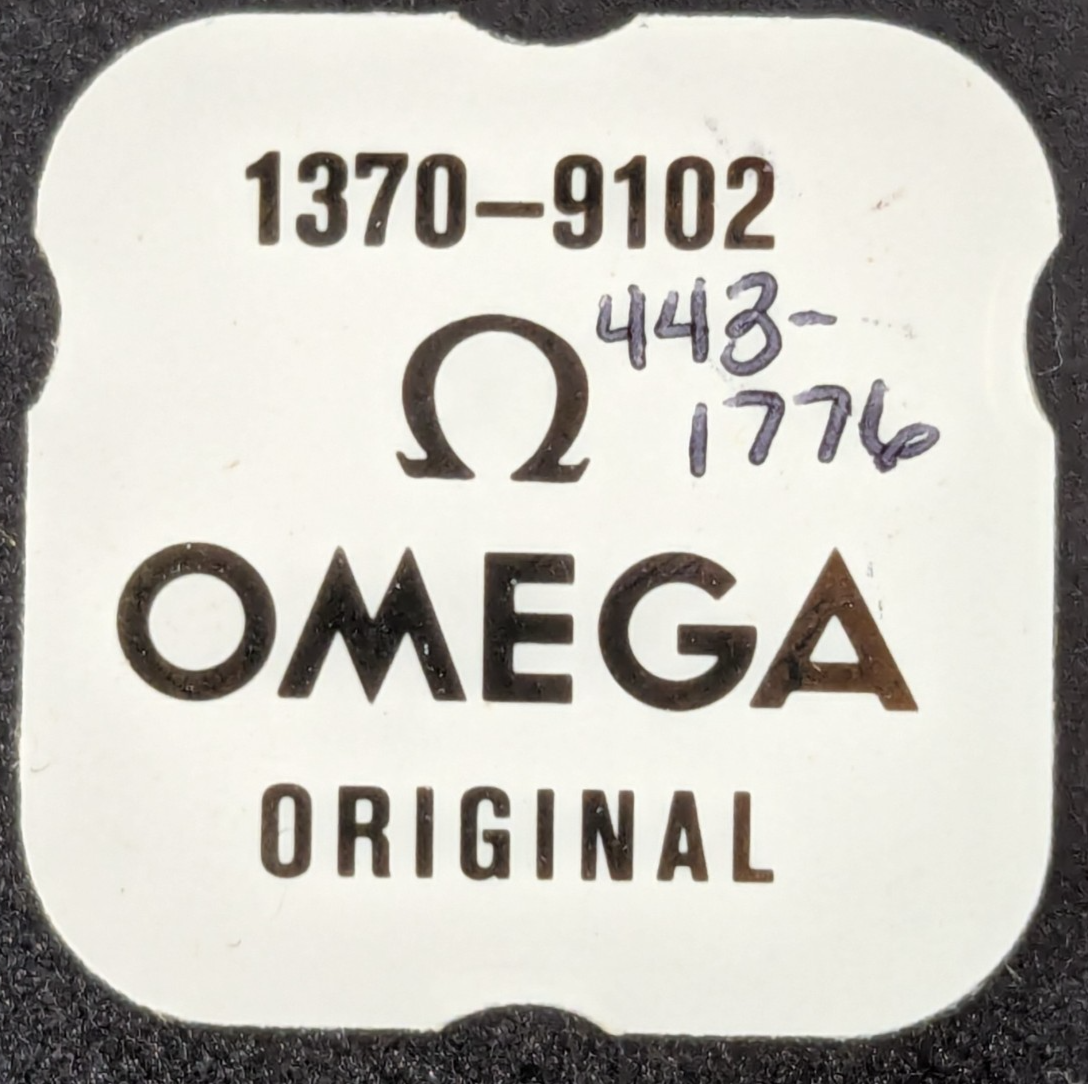 1370-9102
Ω
443-
1776
OMEGA
ORIGINAL